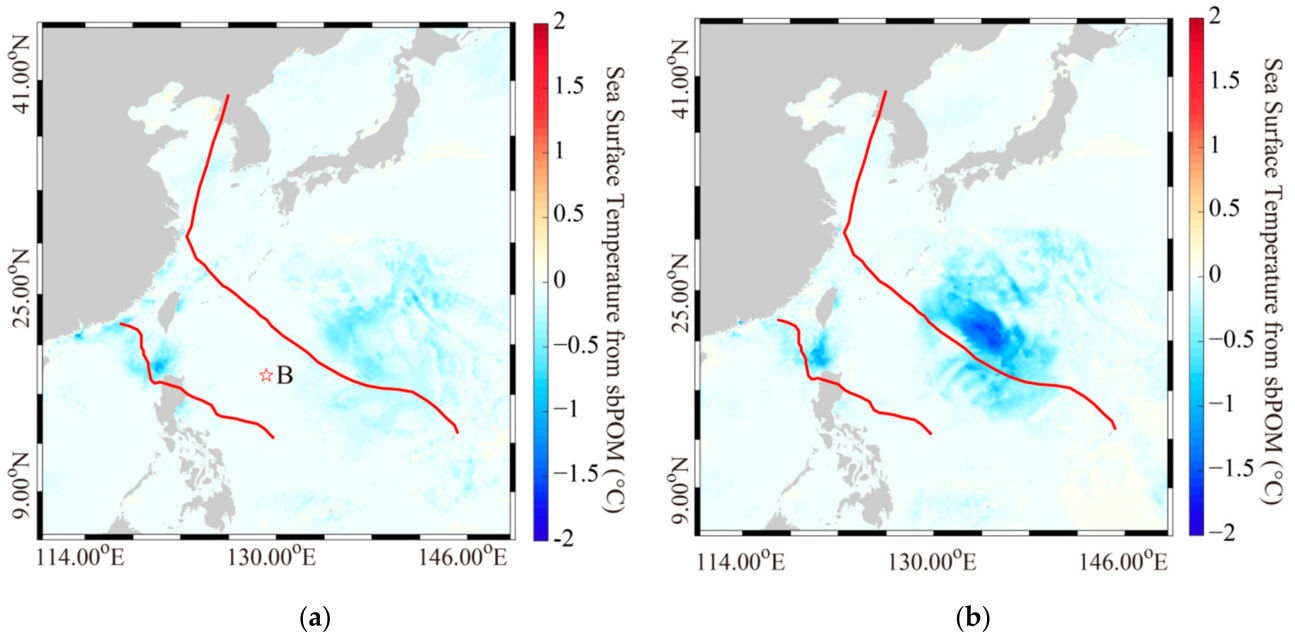 41.00°N
25.00°N
9.00°N
114.00°E
130.00°E
146.00°E
B
2
1.5
1
0.5
0
−0.5
−1
−1.5
-2
Sea Surface Temperature from sbPOM (°C)
(a)
41.00°N
25.00°N
9.00°N
114.00°E
130.00°E
146.00°E
2
1.5
1
0.5
0
−0.5
−1
−1.5
−2
Sea Surface Temperature from sbPOM (°C)
(b)